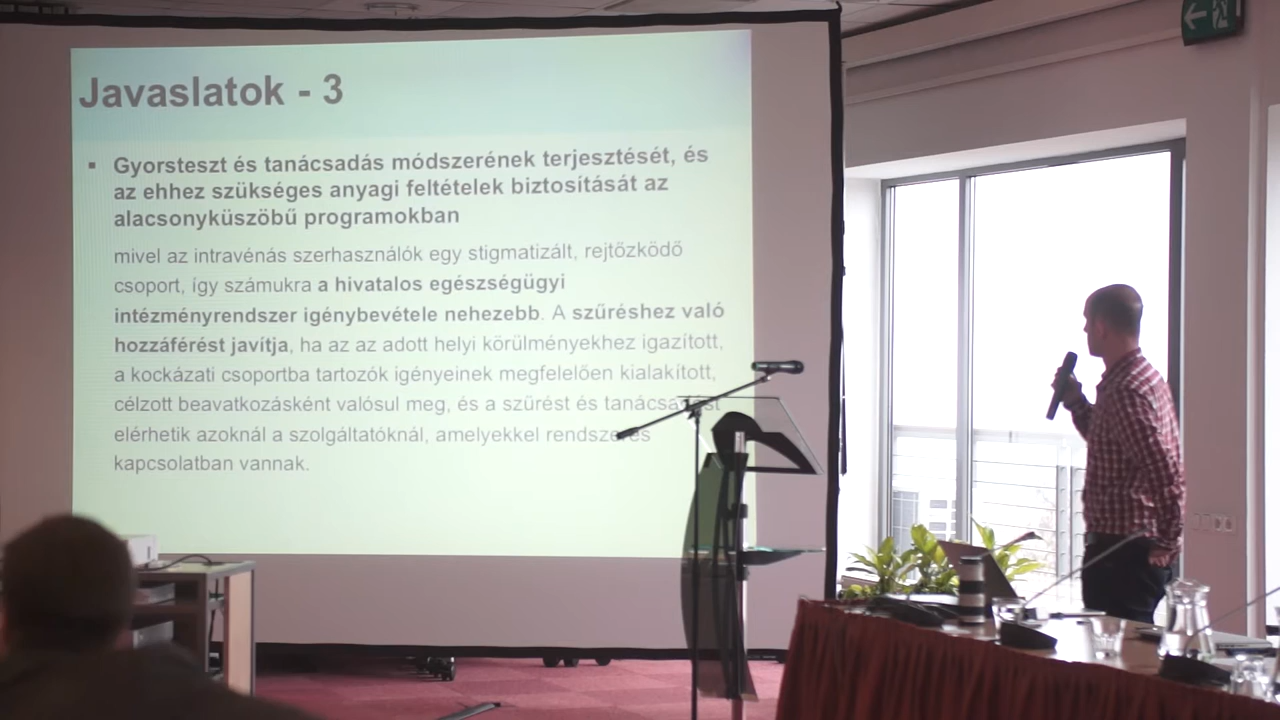 Javaslatok - 3
Gyorsteszt és tanácsadás módszerének terjesztését, és
az ehhez szükséges anyagi feltételek biztosítását az
alacsonyküszöbű programokban
mivel az intravénás szerhasználók egy stigmatizált, rejtőzködő
csoport, így számukra a hivatalos egészségügyi
intézményrendszer igénybevétele nehezebb. A szűréshez való
hozzáférést javítja, ha az az adott helyi körülményekhez igazított,
a kockázati csoportba tartozók igényeinek megfelelően kialakított,
célzott beavatkozásként valósul meg, és a szűrést és tanácsadást
elérhetik azoknál a szolgáltatóknál, amelyekkel rendszeres
kapcsolatban vannak.